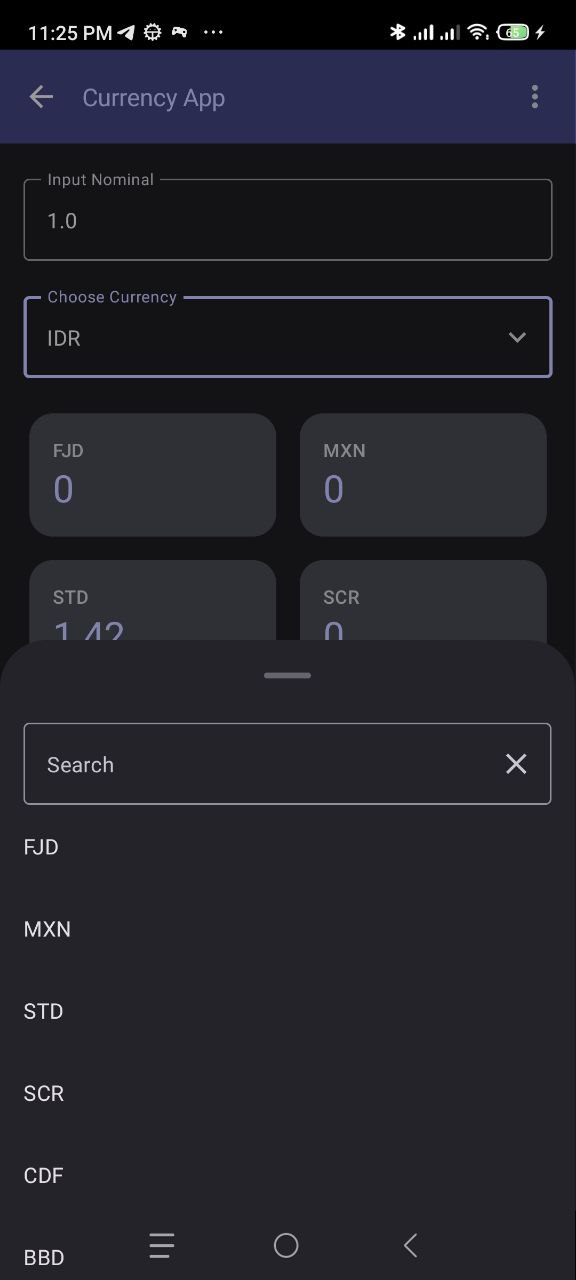 11:25 PM
65
Currency App
Input Nominal
1.0
Choose Currency
IDR
FJD
0
MXN
0
STD
1.42
SCR
0
Search
FJD
MXN
STD
SCR
CDF
BBD